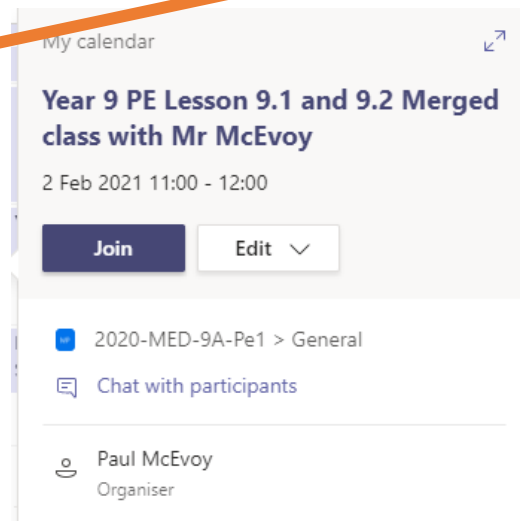 My calendar
Year 9 PE Lesson 9.1 and 9.2 Merged
class with Mr McEvoy
2 Feb 2021 11:00 - 12:00
Join Edit
2020-MED-9A-Pe1 > General
Chat with participants
Paul McEvoy
Organiser